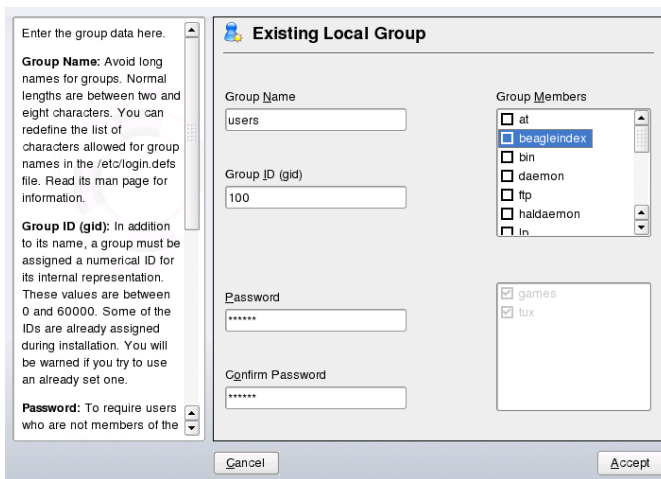 Enter the group data here.
Group Name: Avoid long
names for groups. Normal
lengths are between two and
eight characters. You can
redefine the list of
characters allowed for group
names in the /etc/login.defs
file. Read its man page for
information.
Group ID (gid): In addition
to its name, a group must be
assigned a numerical ID for
its internal representation.
These values are between
0 and 60000. Some of the
IDs are already assigned
during installation. You will
be warned if you try to use
an already set one.
Password: To require users
who are not members of the
Existing Local Group
Group Name
users
Group ID (gid)
100
Password
******
Confirm Password
******
Group Members
at
beagleindex
bin
daemon
ftp
haldaemon
lp
games
tux
Cancel
Accept